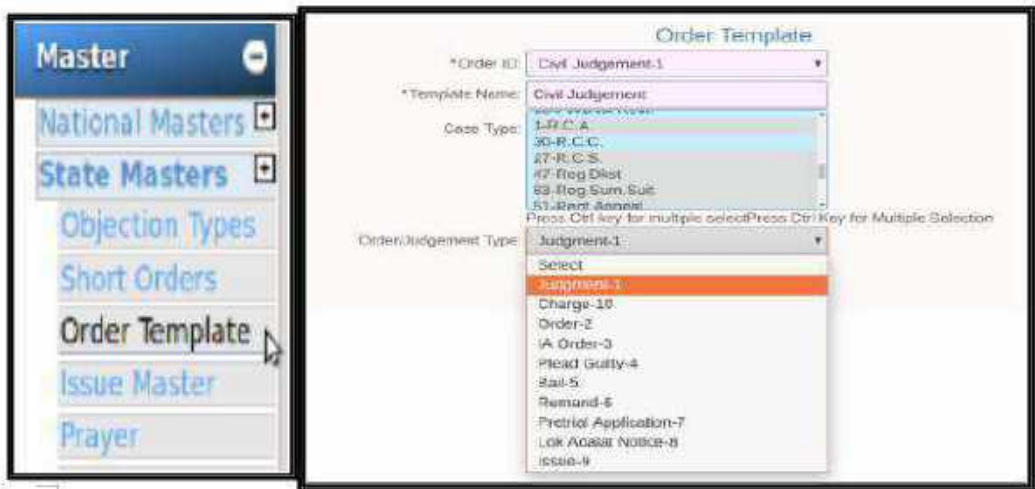 Master
National Masters
State Masters
Objection Types
Short Orders
Order Template
Issue Master
Prayer
Order Template
*Order ID: Civil Judgement-1
*Template Name: Civil Judgement
Case Type:
1-R.C.A.
30-R.C.C.
27-R.C.S.
47-Reg Dkst
63-Reg.Sum.Suit
51-Rent Appeal
Press Ctrl key for multiple selectPress Ctrl Key for Multiple Selection
Order/Judgement Type: Judgment-1
Select
Judgment-1
Charge-10
Order-2
IA Order-3
Plead Guilty-4
Bail-5
Remand-6
Pretrial Application-7
Lok Adalat Notice-8
Issue-9